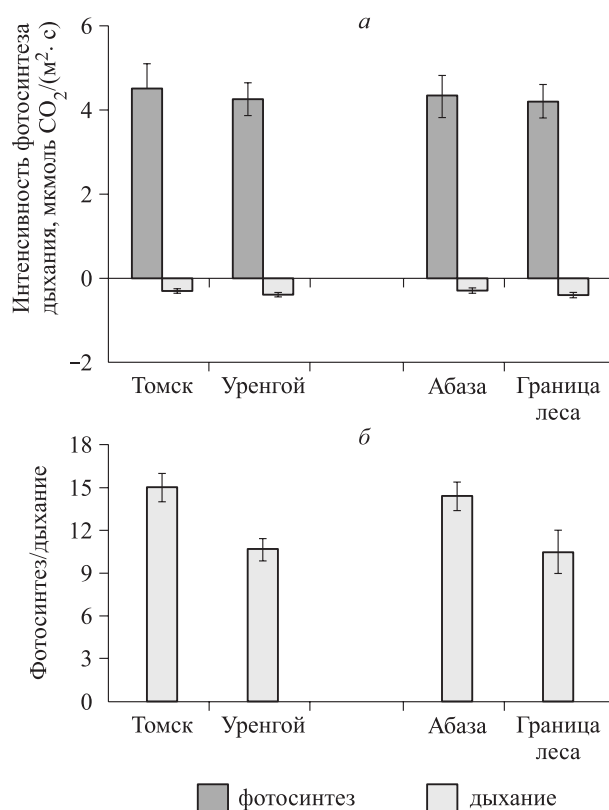 а
Интенсивность фотосинтеза
дыхания, мкмоль CO₂/(м²· с)
6
4
2
0
−2
Томск
Уренгой
Абаза
Граница
леса
б
Фотосинтез/дыхание
18
15
12
9
6
3
0
Томск
Уренгой
Абаза
Граница
леса
фотосинтез
дыхание